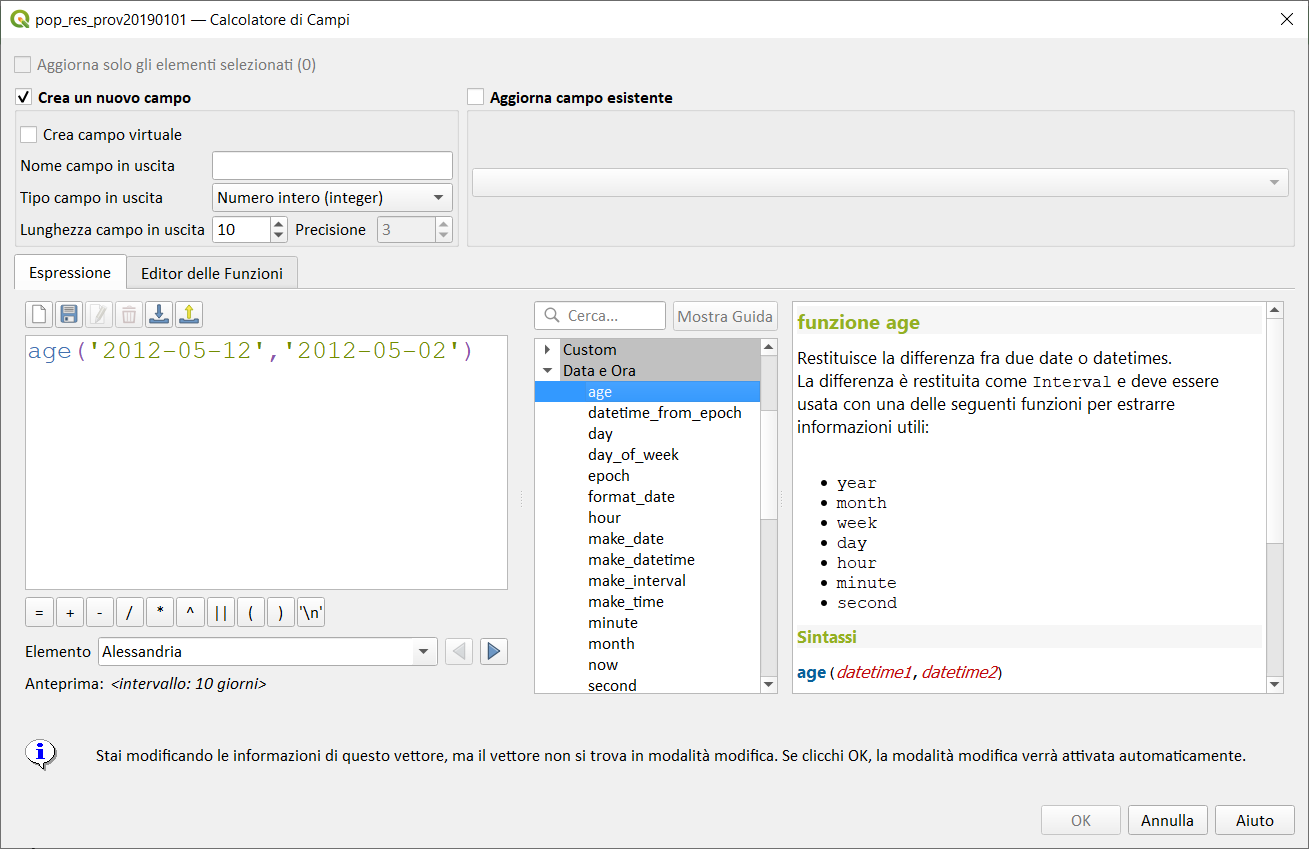 pop_res_prov20190101 — Calcolatore di Campi
Aggiorna solo gli elementi selezionati (0)
Crea un nuovo campo
Aggiorna campo esistente
Crea campo virtuale
Nome campo in uscita
Tipo campo in uscita Numero intero (integer)
Lunghezza campo in uscita 10 Precisione 3
Espressione Editor delle Funzioni
age('2012-05-12','2012-05-02')
= + - / * ^ || ( ) '\n'
Elemento Alessandria
Anteprima: <intervallo: 10 giorni>
Cerca... Mostra Guida
Custom
Data e Ora
age
datetime_from_epoch
day
day_of_week
epoch
format_date
hour
make_date
make_datetime
make_interval
make_time
minute
month
now
second
funzione age
Restituisce la differenza fra due date o datetimes.
La differenza è restituita come Interval e deve essere
usata con una delle seguenti funzioni per estrarre
informazioni utili:
• year
• month
• week
• day
• hour
• minute
• second
Sintassi
age(datetime1,datetime2)
Stai modificando le informazioni di questo vettore, ma il vettore non si trova in modalità modifica. Se clicchi OK, la modalità modifica verrà attivata automaticamente.
OK Annulla Aiuto